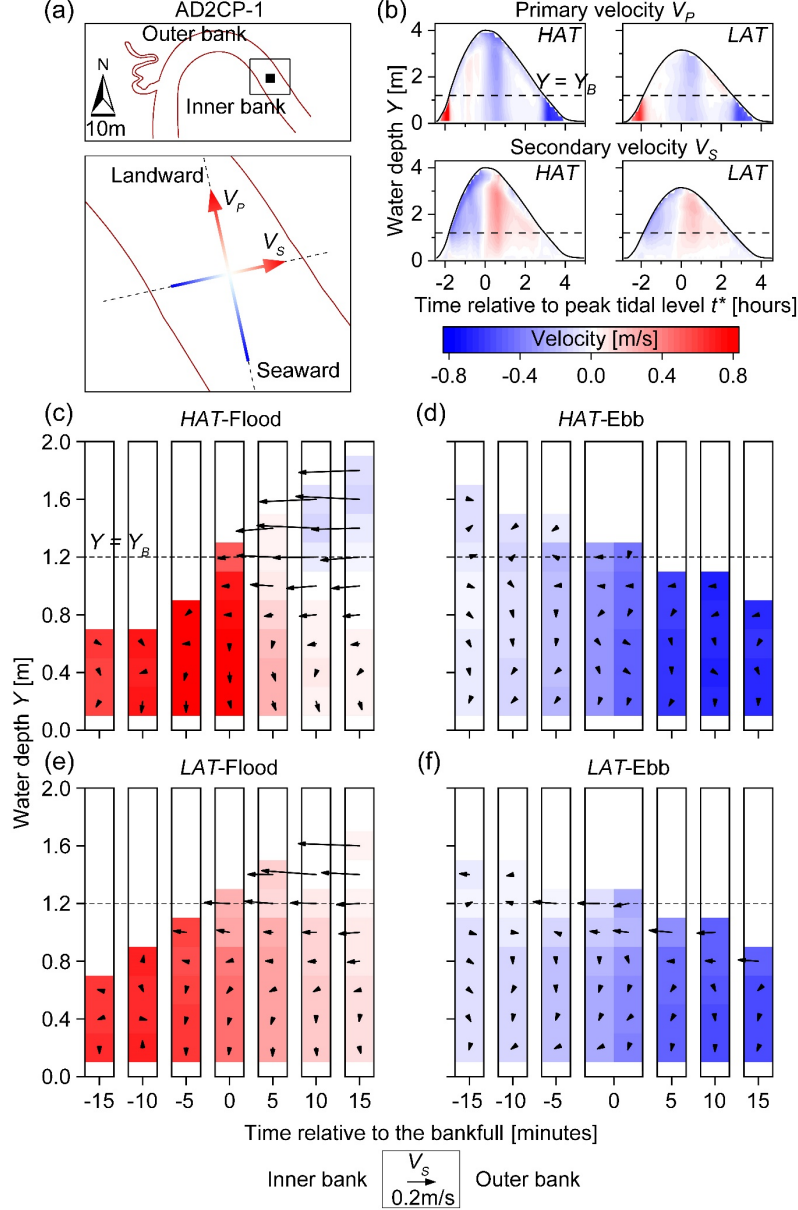 (a) AD2CP-1
Outer bank
N
10m
Inner bank
Landward
V_P
V_S
Seaward
(b) Primary velocity V_P
HAT LAT
Y = Y_B
4
2
0
Secondary velocity V_S
HAT LAT
4
2
0
Water depth Y [m]
-2 0 2 4 -2 0 2 4
Time relative to peak tidal level t* [hours]
Velocity [m/s]
-0.8 -0.4 0.0 0.4 0.8
(c) HAT-Flood
2.0
1.6
Y = Y_B
1.2
0.8
0.4
0.0
(d) HAT-Ebb
Water depth Y [m]
(e) LAT-Flood
2.0
1.6
1.2
0.8
0.4
0.0
(f) LAT-Ebb
-15 -10 -5 0 5 10 15 -15 -10 -5 0 5 10 15
Time relative to the bankfull [minutes]
Inner bank V_S Outer bank
0.2m/s